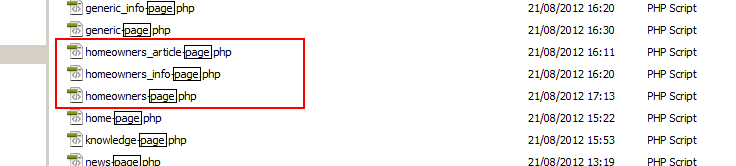 generic_info-page.php 21/08/2012 16:20 PHP Script
generic-page.php 21/08/2012 16:30 PHP Script
homeowners_article-page.php 21/08/2012 16:11 PHP Script
homeowners_info-page.php 21/08/2012 16:20 PHP Script
homeowners-page.php 21/08/2012 17:13 PHP Script
home-page.php 21/08/2012 15:22 PHP Script
knowledge-page.php 21/08/2012 15:53 PHP Script
news-page.php 21/08/2012 13:19 PHP Script